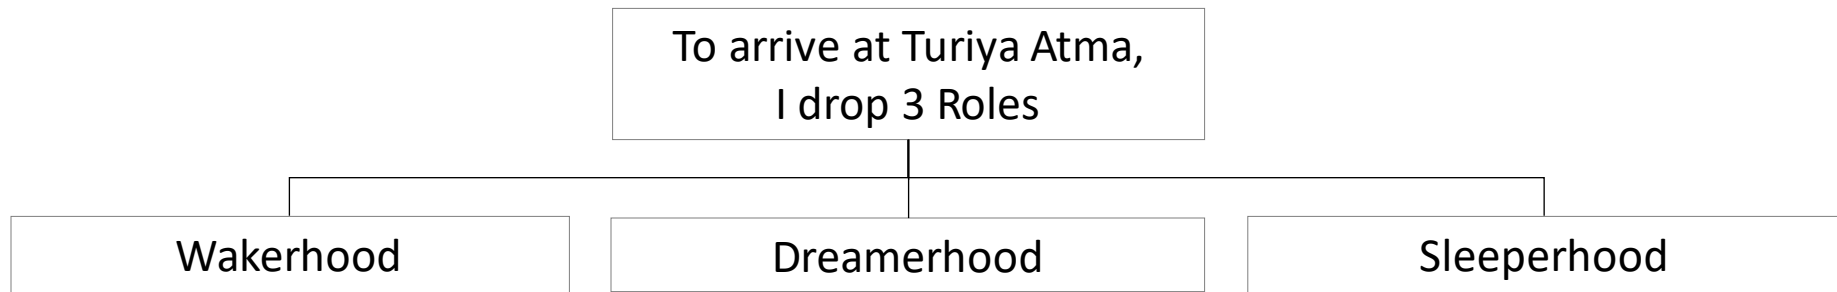 To arrive at Turiya Atma,
I drop 3 Roles
Wakerhood
Dreamerhood
Sleeperhood